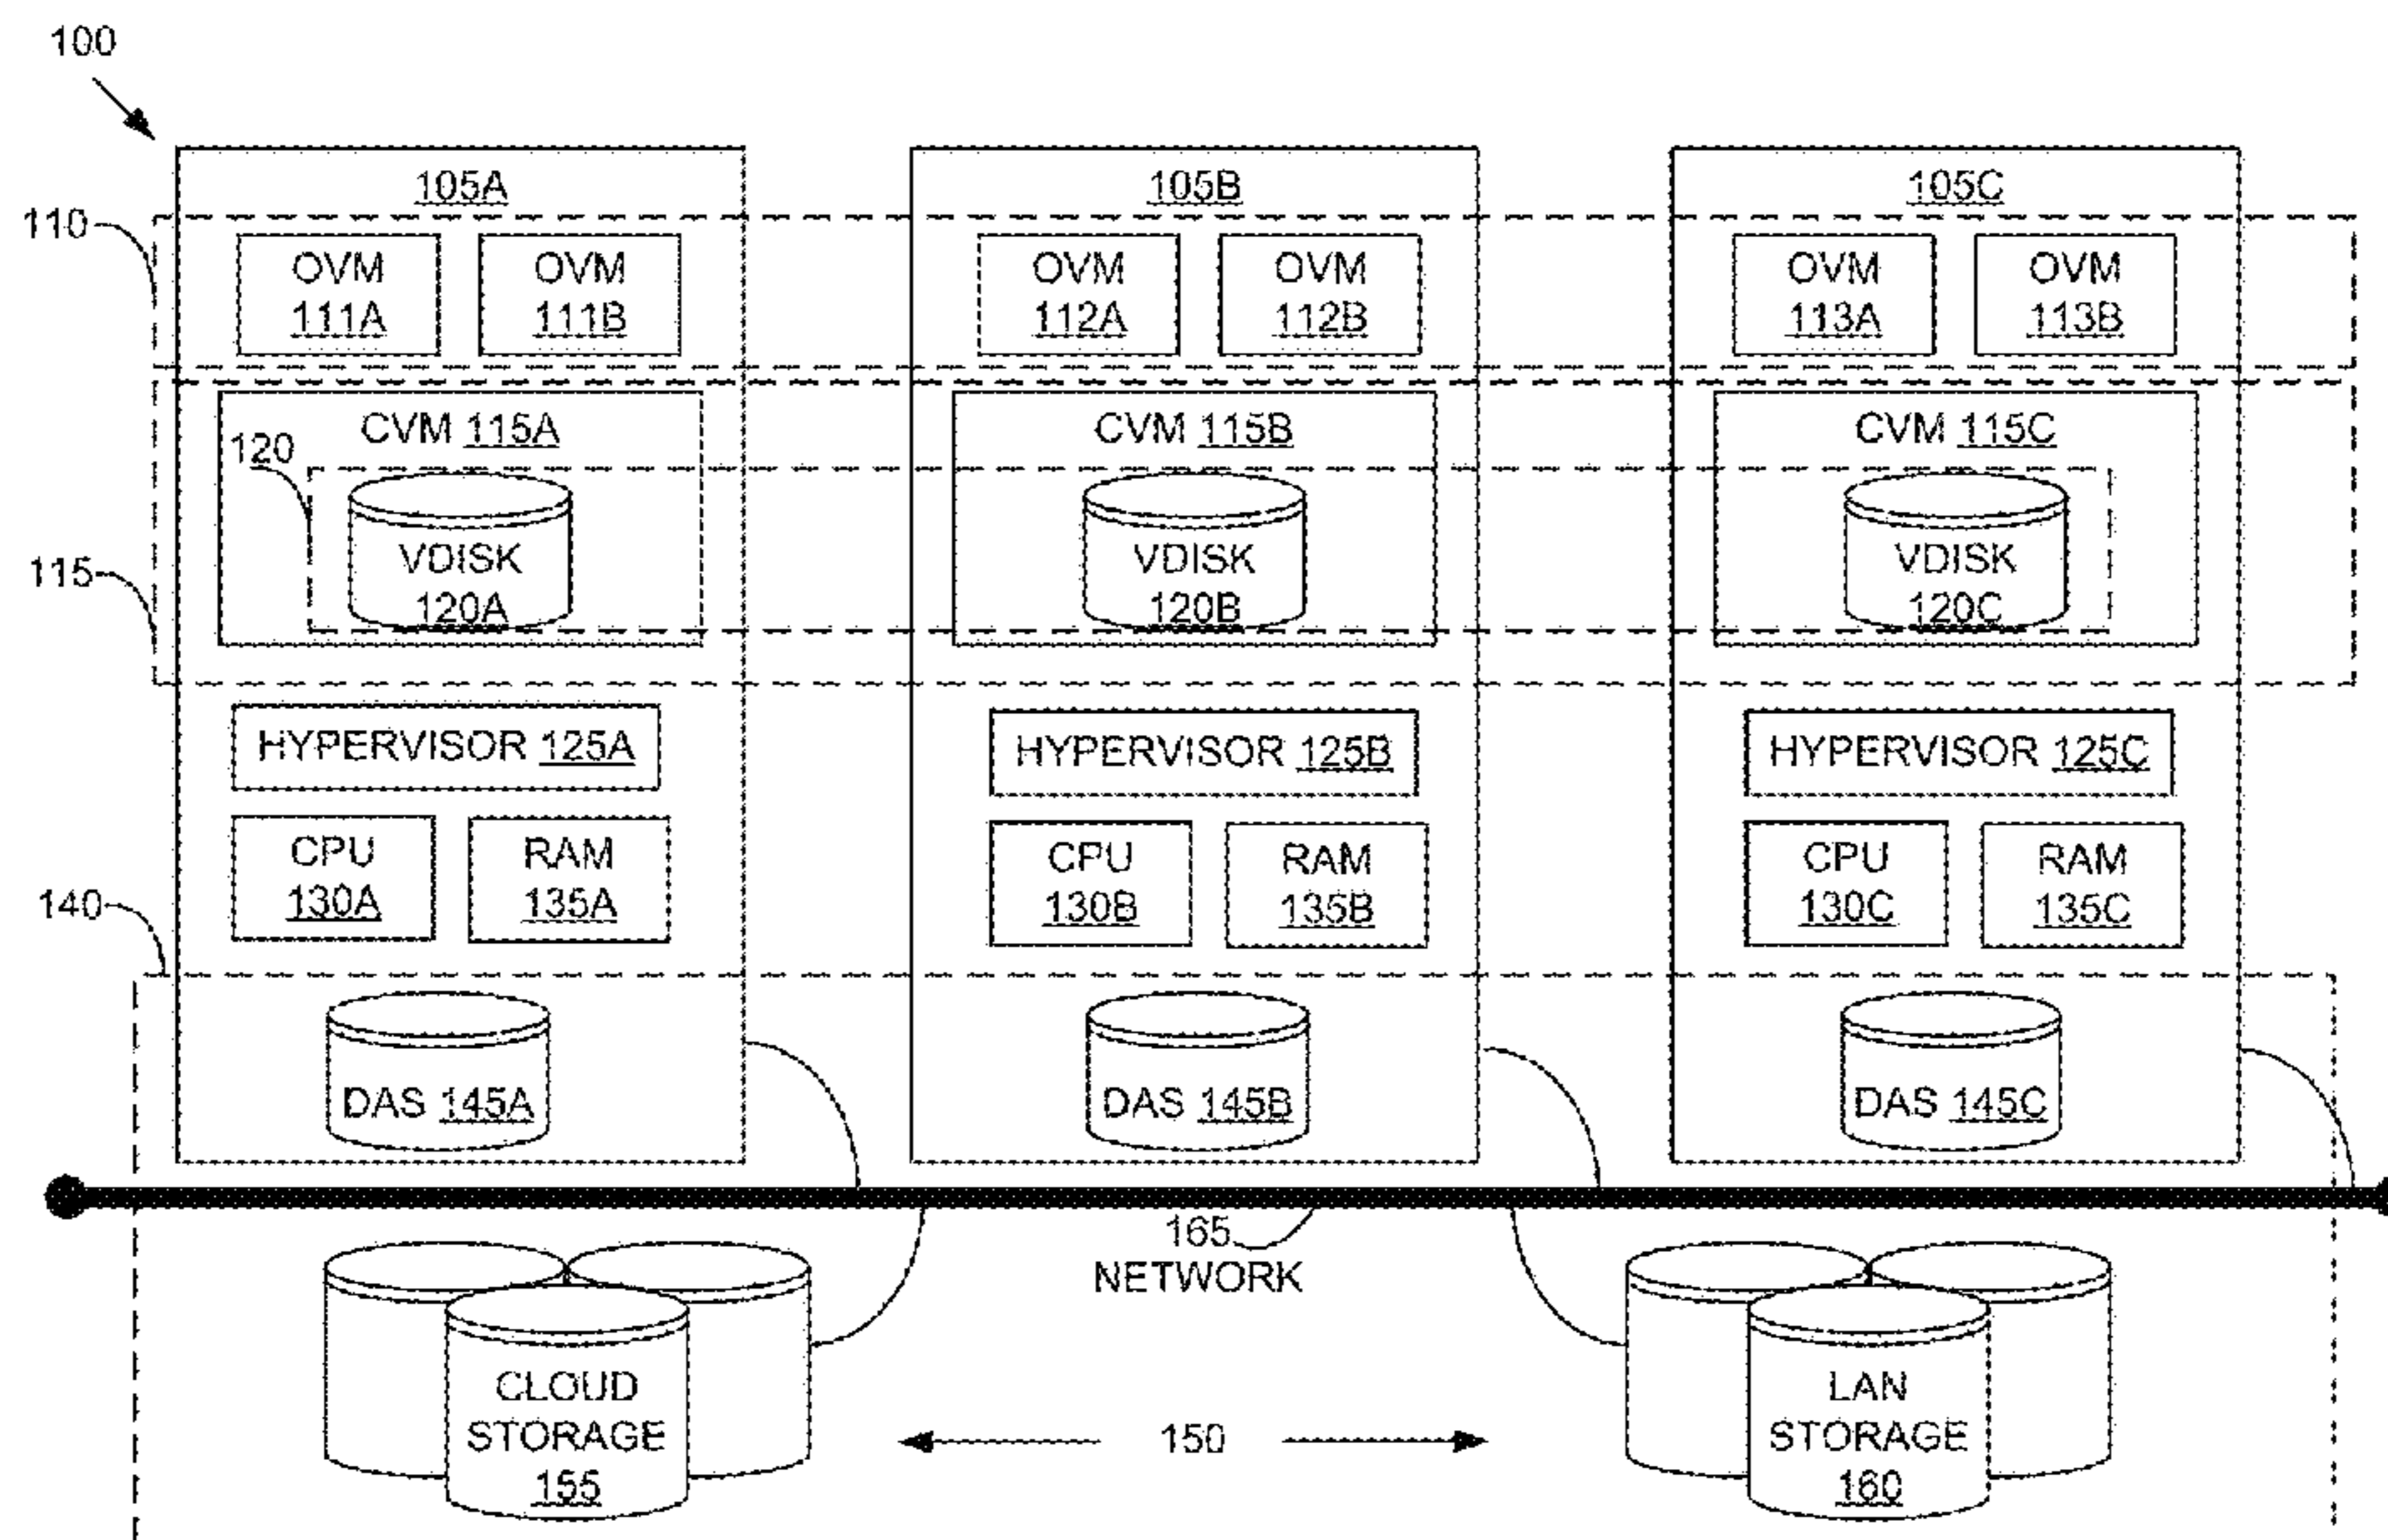 100
105A
105B
105C
110
OVM
111A
OVM
111B
OVM
112A
OVM
112B
OVM
113A
OVM
113B
CVM 115A
CVM 115B
CVM 115C
120
VDISK
120A
VDISK
120B
VDISK
120C
115
HYPERVISOR 125A
HYPERVISOR 125B
HYPERVISOR 125C
CPU
130A
RAM
135A
CPU
130B
RAM
135B
CPU
130C
RAM
135C
140
DAS 145A
DAS 145B
DAS 145C
165
NETWORK
CLOUD
STORAGE
155
150
LAN
STORAGE
160